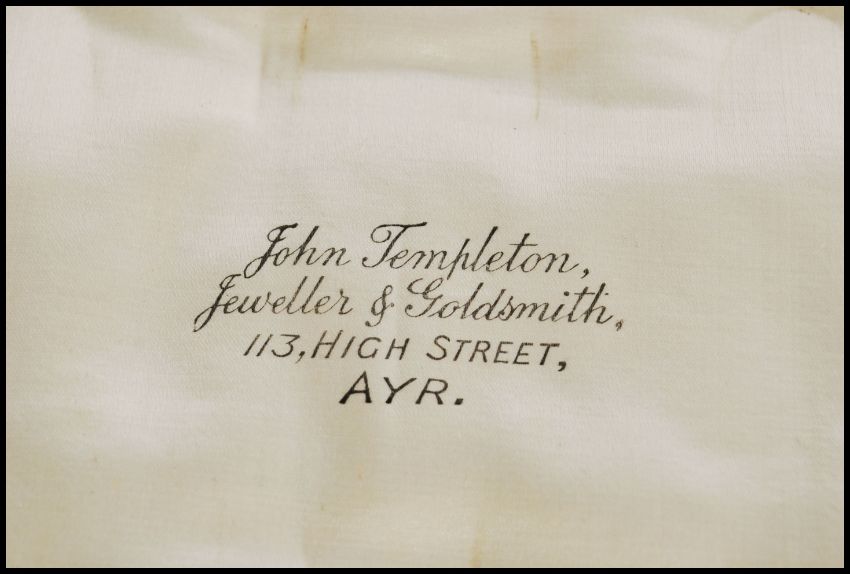 John Templeton,
Jeweller & Goldsmith,
113, HIGH STREET,
AYR.